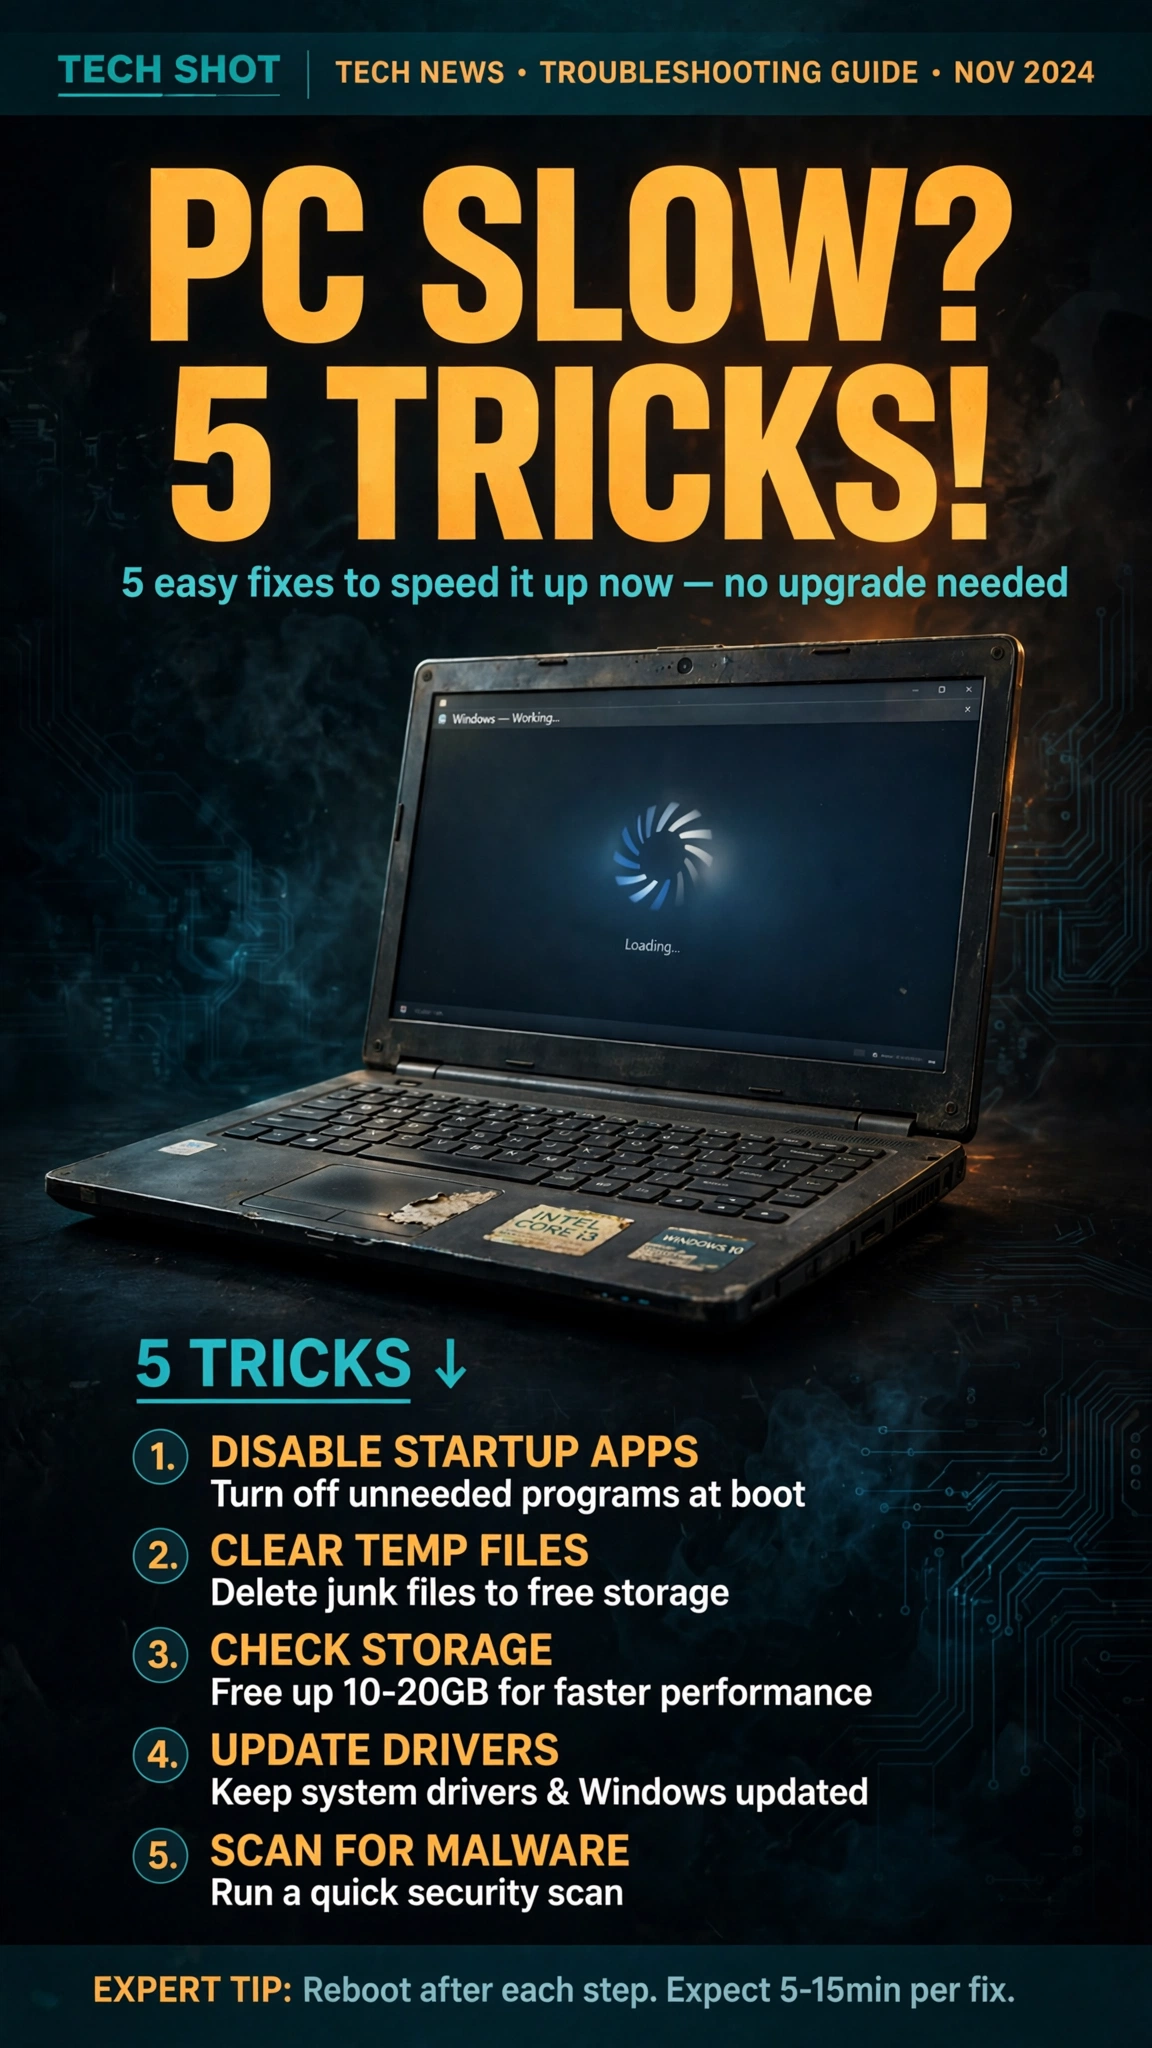 TECH SHOT
TECH NEWS • TROUBLESHOOTING GUIDE • NOV 2024
PC SLOW?
5 TRICKS!
5 easy fixes to speed it up now — no upgrade needed
Windows — Working...
Loading...
INTEL
CORE i3
WINDOWS 10
5 TRICKS ↓
1. DISABLE STARTUP APPS
Turn off unneeded programs at boot
2. CLEAR TEMP FILES
Delete junk files to free storage
3. CHECK STORAGE
Free up 10-20GB for faster performance
4. UPDATE DRIVERS
Keep system drivers & Windows updated
5. SCAN FOR MALWARE
Run a quick security scan
EXPERT TIP: Reboot after each step. Expect 5-15min per fix.